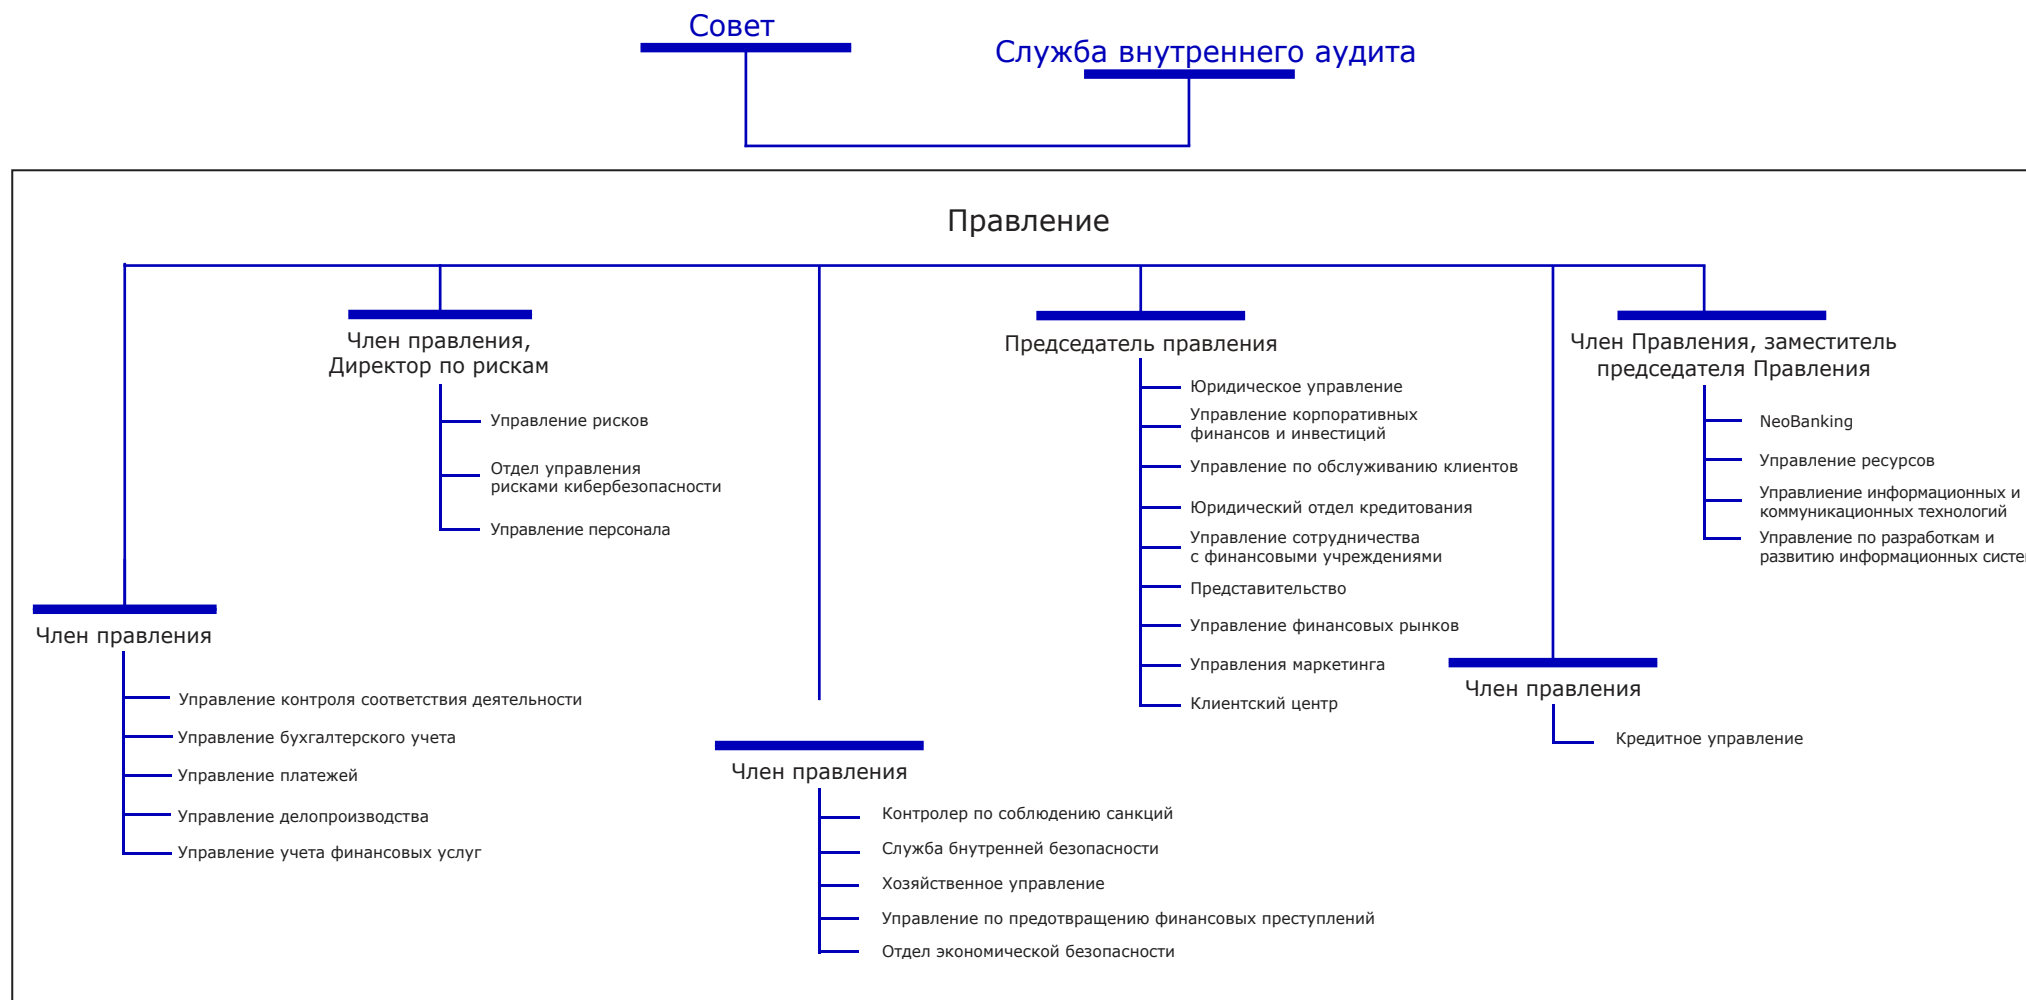 Совет
Служба внутреннего аудита
Правление
Член правления,
Директор по рискам
Управление рисков
Отдел управления
рисками кибербезопасности
Управление персонала
Член правления
Управление контроля соответствия деятельности
Управление бухгалтерского учета
Управление платежей
Управление делопроизводства
Управление учета финансовых услуг
Член правления
Контролер по соблюдению санкций
Служба бнутренней безопасности
Хозяйственное управление
Управление по предотвращению финансовых преступлений
Отдел экономической безопасности
Председатель правления
Юридическое управление
Управление корпоративных
финансов и инвестиций
Управление по обслуживанию клиентов
Юридический отдел кредитования
Управление сотрудничества
с финансовыми учреждениями
Представительство
Управление финансовых рынков
Управления маркетинга
Клиентский центр
Член правления
Кредитное управление
Член Правления, заместитель
председателя Правления
NeoBanking
Управление ресурсов
Управлиение информационных и
коммуникационных технологий
Управление по разработкам и
развитию информационных